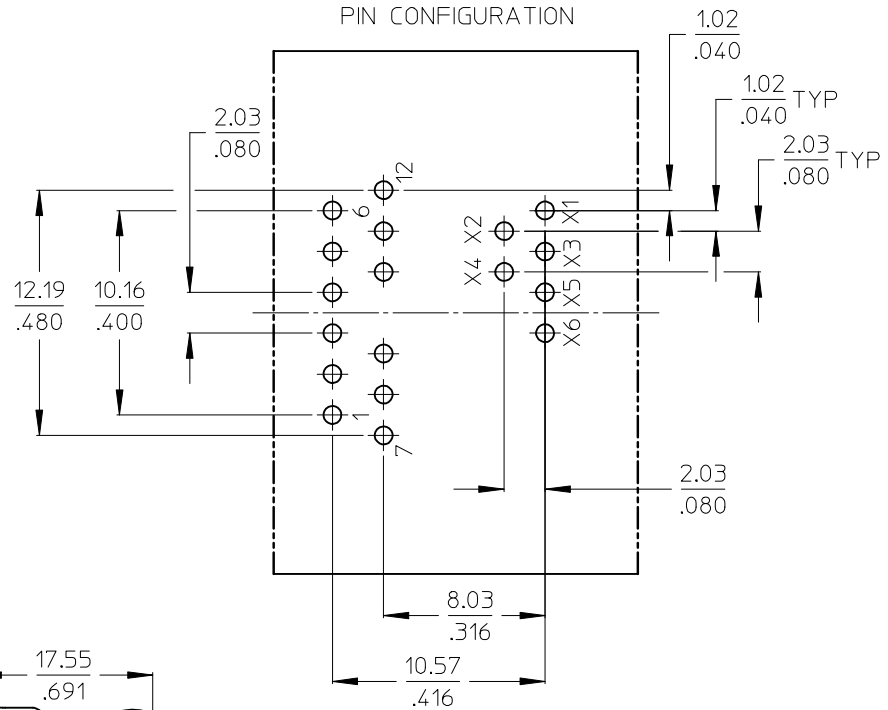 PIN CONFIGURATION
1.02
.040
1.02 TYP
.040
2.03
.080
2.03 TYP
.080
12
6
X1
X2
X3
X4
X5
X6
12.19
.480
10.16
.400
1
7
2.03
.080
8.03
.316
17.55
.691
10.57
.416